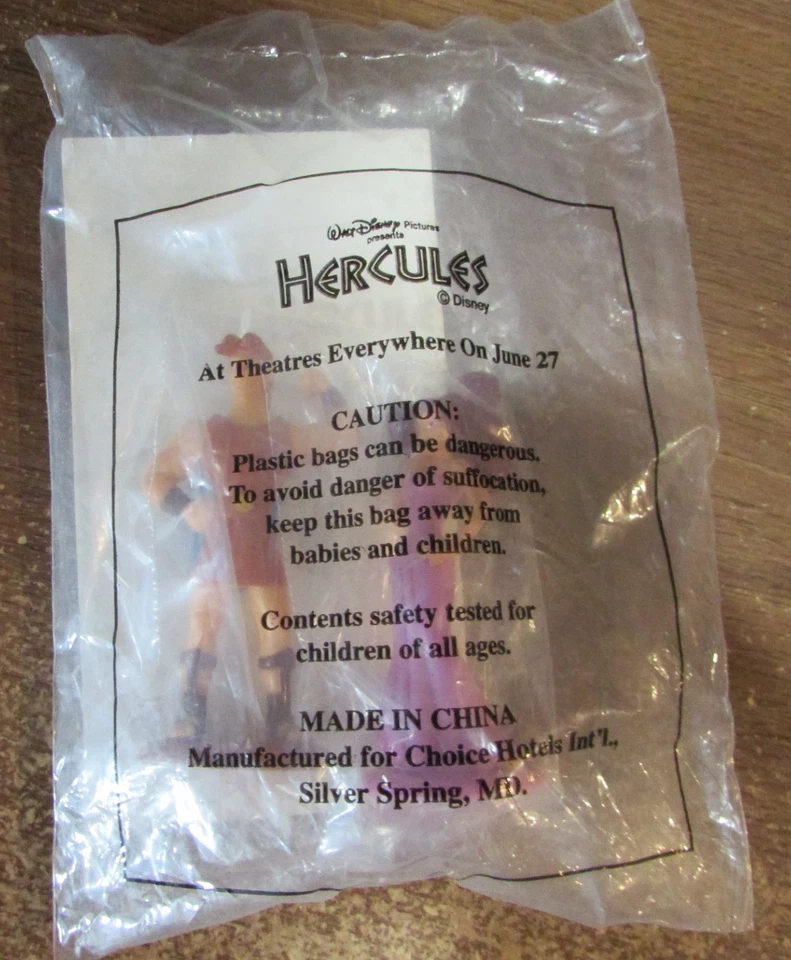 Walt Disney Pictures
presents
HERCULES
© Disney
At Theatres Everywhere On June 27
CAUTION:
Plastic bags can be dangerous.
To avoid danger of suffocation,
keep this bag away from
babies and children.
Contents safety tested for
children of all ages.
MADE IN CHINA
Manufactured for Choice Hotels Int'l.,
Silver Spring, MD.